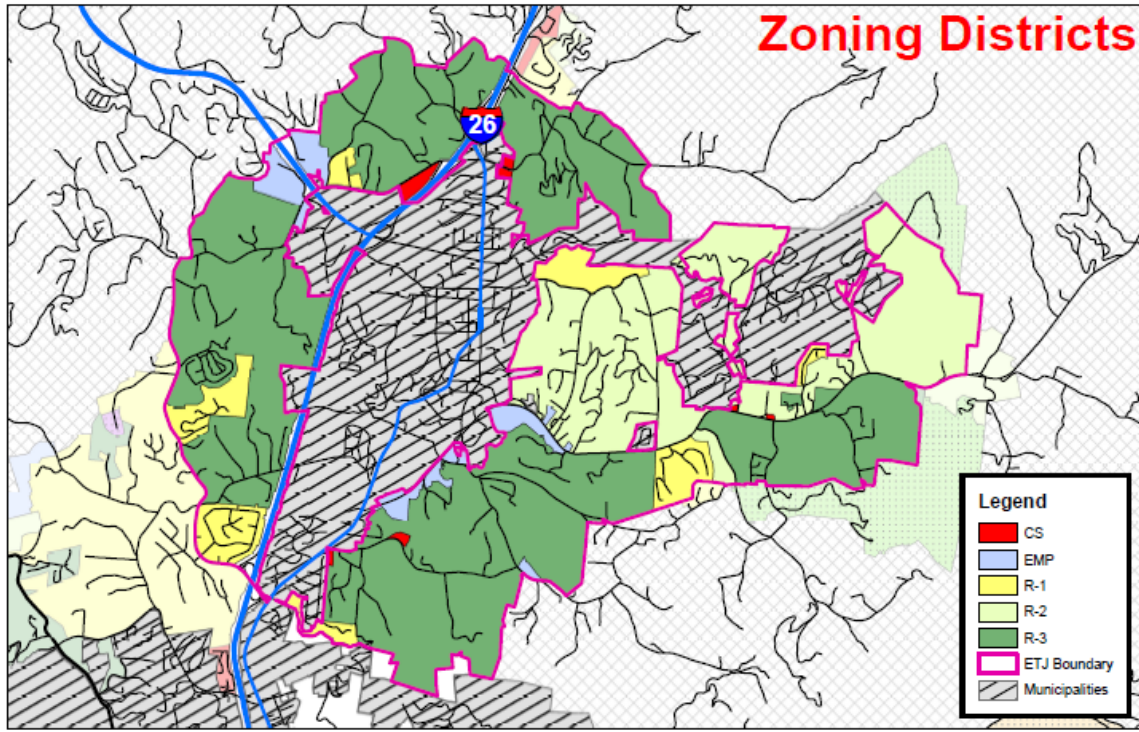 Zoning Districts
26
Legend
CS
EMP
R-1
R-2
R-3
ETJ Boundary
Municipalities